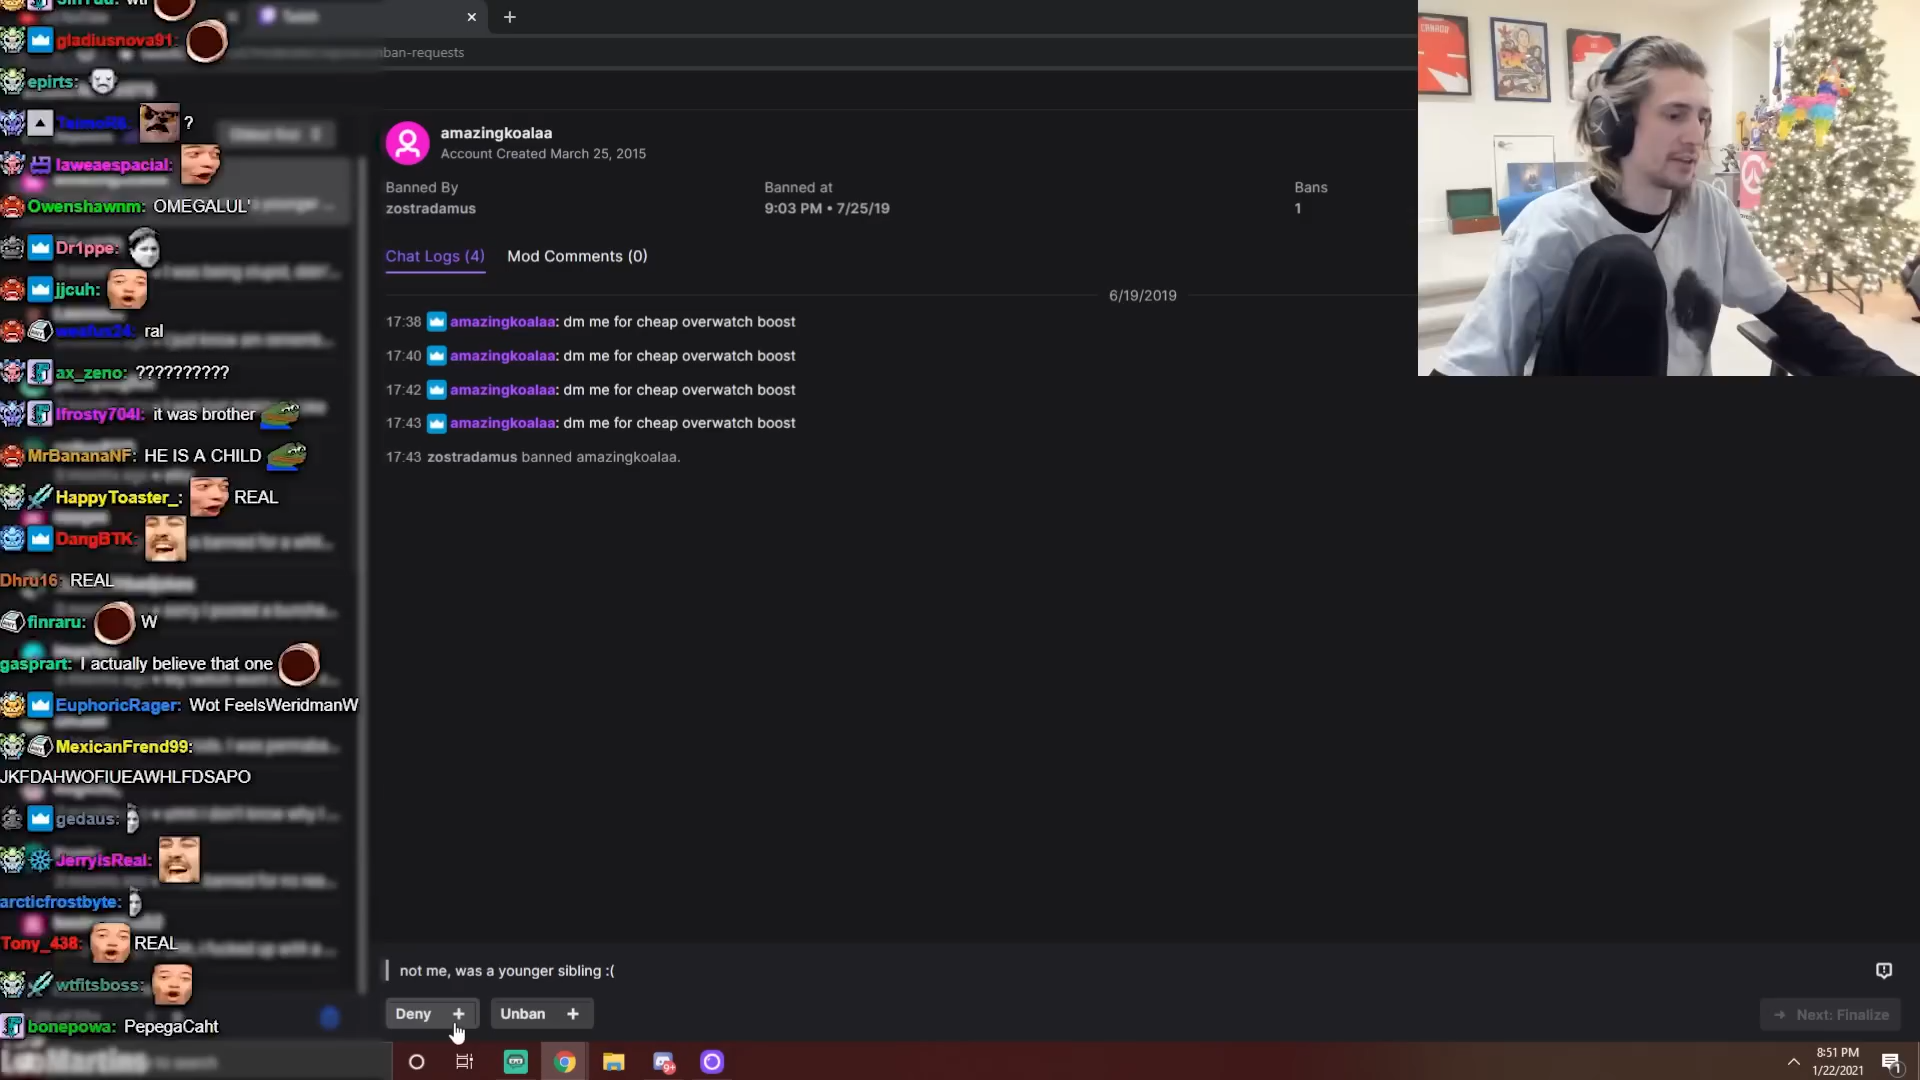 ban-requests
gladiusnova91:
epirts:
TaimoR6: ?
laweaespacial:
Owenshawnm: OMEGALUL'
Dr1ppe:
jjcuh:
ral
ax_zeno: ??????????
lfrosty704l: it was brother
MrBananaNF: HE IS A CHILD
HappyToaster_: REAL
DangBTK:
Dhru16: REAL
finraru: W
gasprart: I actually believe that one
EuphoricRager: Wot FeelsWeridmanW
MexicanFrend99:
JKFDAHWOFIUEAWHLFDSAPO
gedaus:
JerryisReal:
arcticfrostbyte:
Tony_438: REAL
wtfitsboss:
bonepowa: PepegaCaht
amazingkoalaa
Account Created March 25, 2015
Banned By
zostradamus
Banned at
9:03 PM • 7/25/19
Bans
1
Chat Logs (4) Mod Comments (0)
6/19/2019
17:38 amazingkoalaa: dm me for cheap overwatch boost
17:40 amazingkoalaa: dm me for cheap overwatch boost
17:42 amazingkoalaa: dm me for cheap overwatch boost
17:43 amazingkoalaa: dm me for cheap overwatch boost
17:43 zostradamus banned amazingkoalaa.
not me, was a younger sibling :(
Deny + Unban +
→ Next: Finalize
9+
8:51 PM
1/22/2021
1